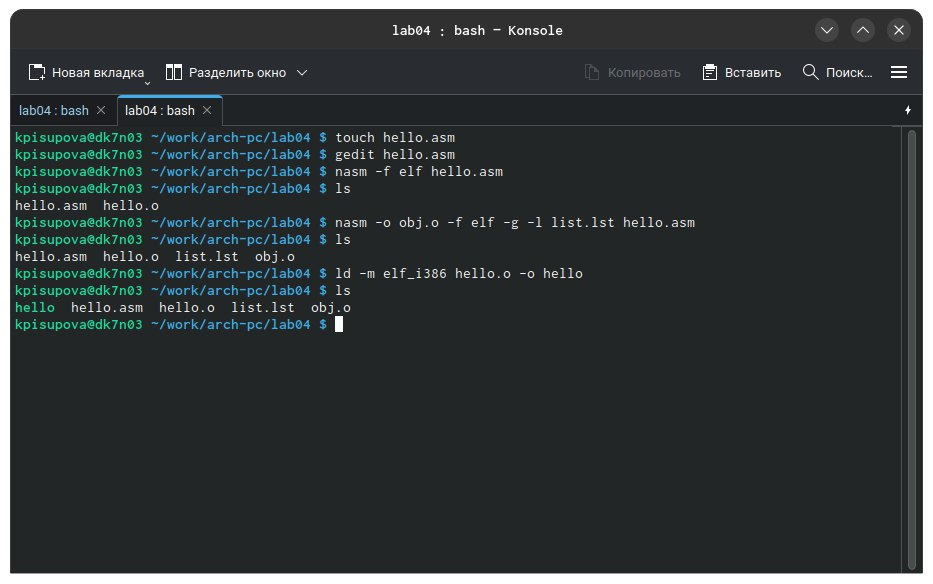 lab04 : bash — Konsole
Новая вкладка Разделить окно Копировать Вставить Поиск...
lab04 : bash lab04 : bash
kpisupova@dk7n03 ~/work/arch-pc/lab04 $ touch hello.asm
kpisupova@dk7n03 ~/work/arch-pc/lab04 $ gedit hello.asm
kpisupova@dk7n03 ~/work/arch-pc/lab04 $ nasm -f elf hello.asm
kpisupova@dk7n03 ~/work/arch-pc/lab04 $ ls
hello.asm  hello.o
kpisupova@dk7n03 ~/work/arch-pc/lab04 $ nasm -o obj.o -f elf -g -l list.lst hello.asm
kpisupova@dk7n03 ~/work/arch-pc/lab04 $ ls
hello.asm  hello.o  list.lst  obj.o
kpisupova@dk7n03 ~/work/arch-pc/lab04 $ ld -m elf_i386 hello.o -o hello
kpisupova@dk7n03 ~/work/arch-pc/lab04 $ ls
hello  hello.asm  hello.o  list.lst  obj.o
kpisupova@dk7n03 ~/work/arch-pc/lab04 $